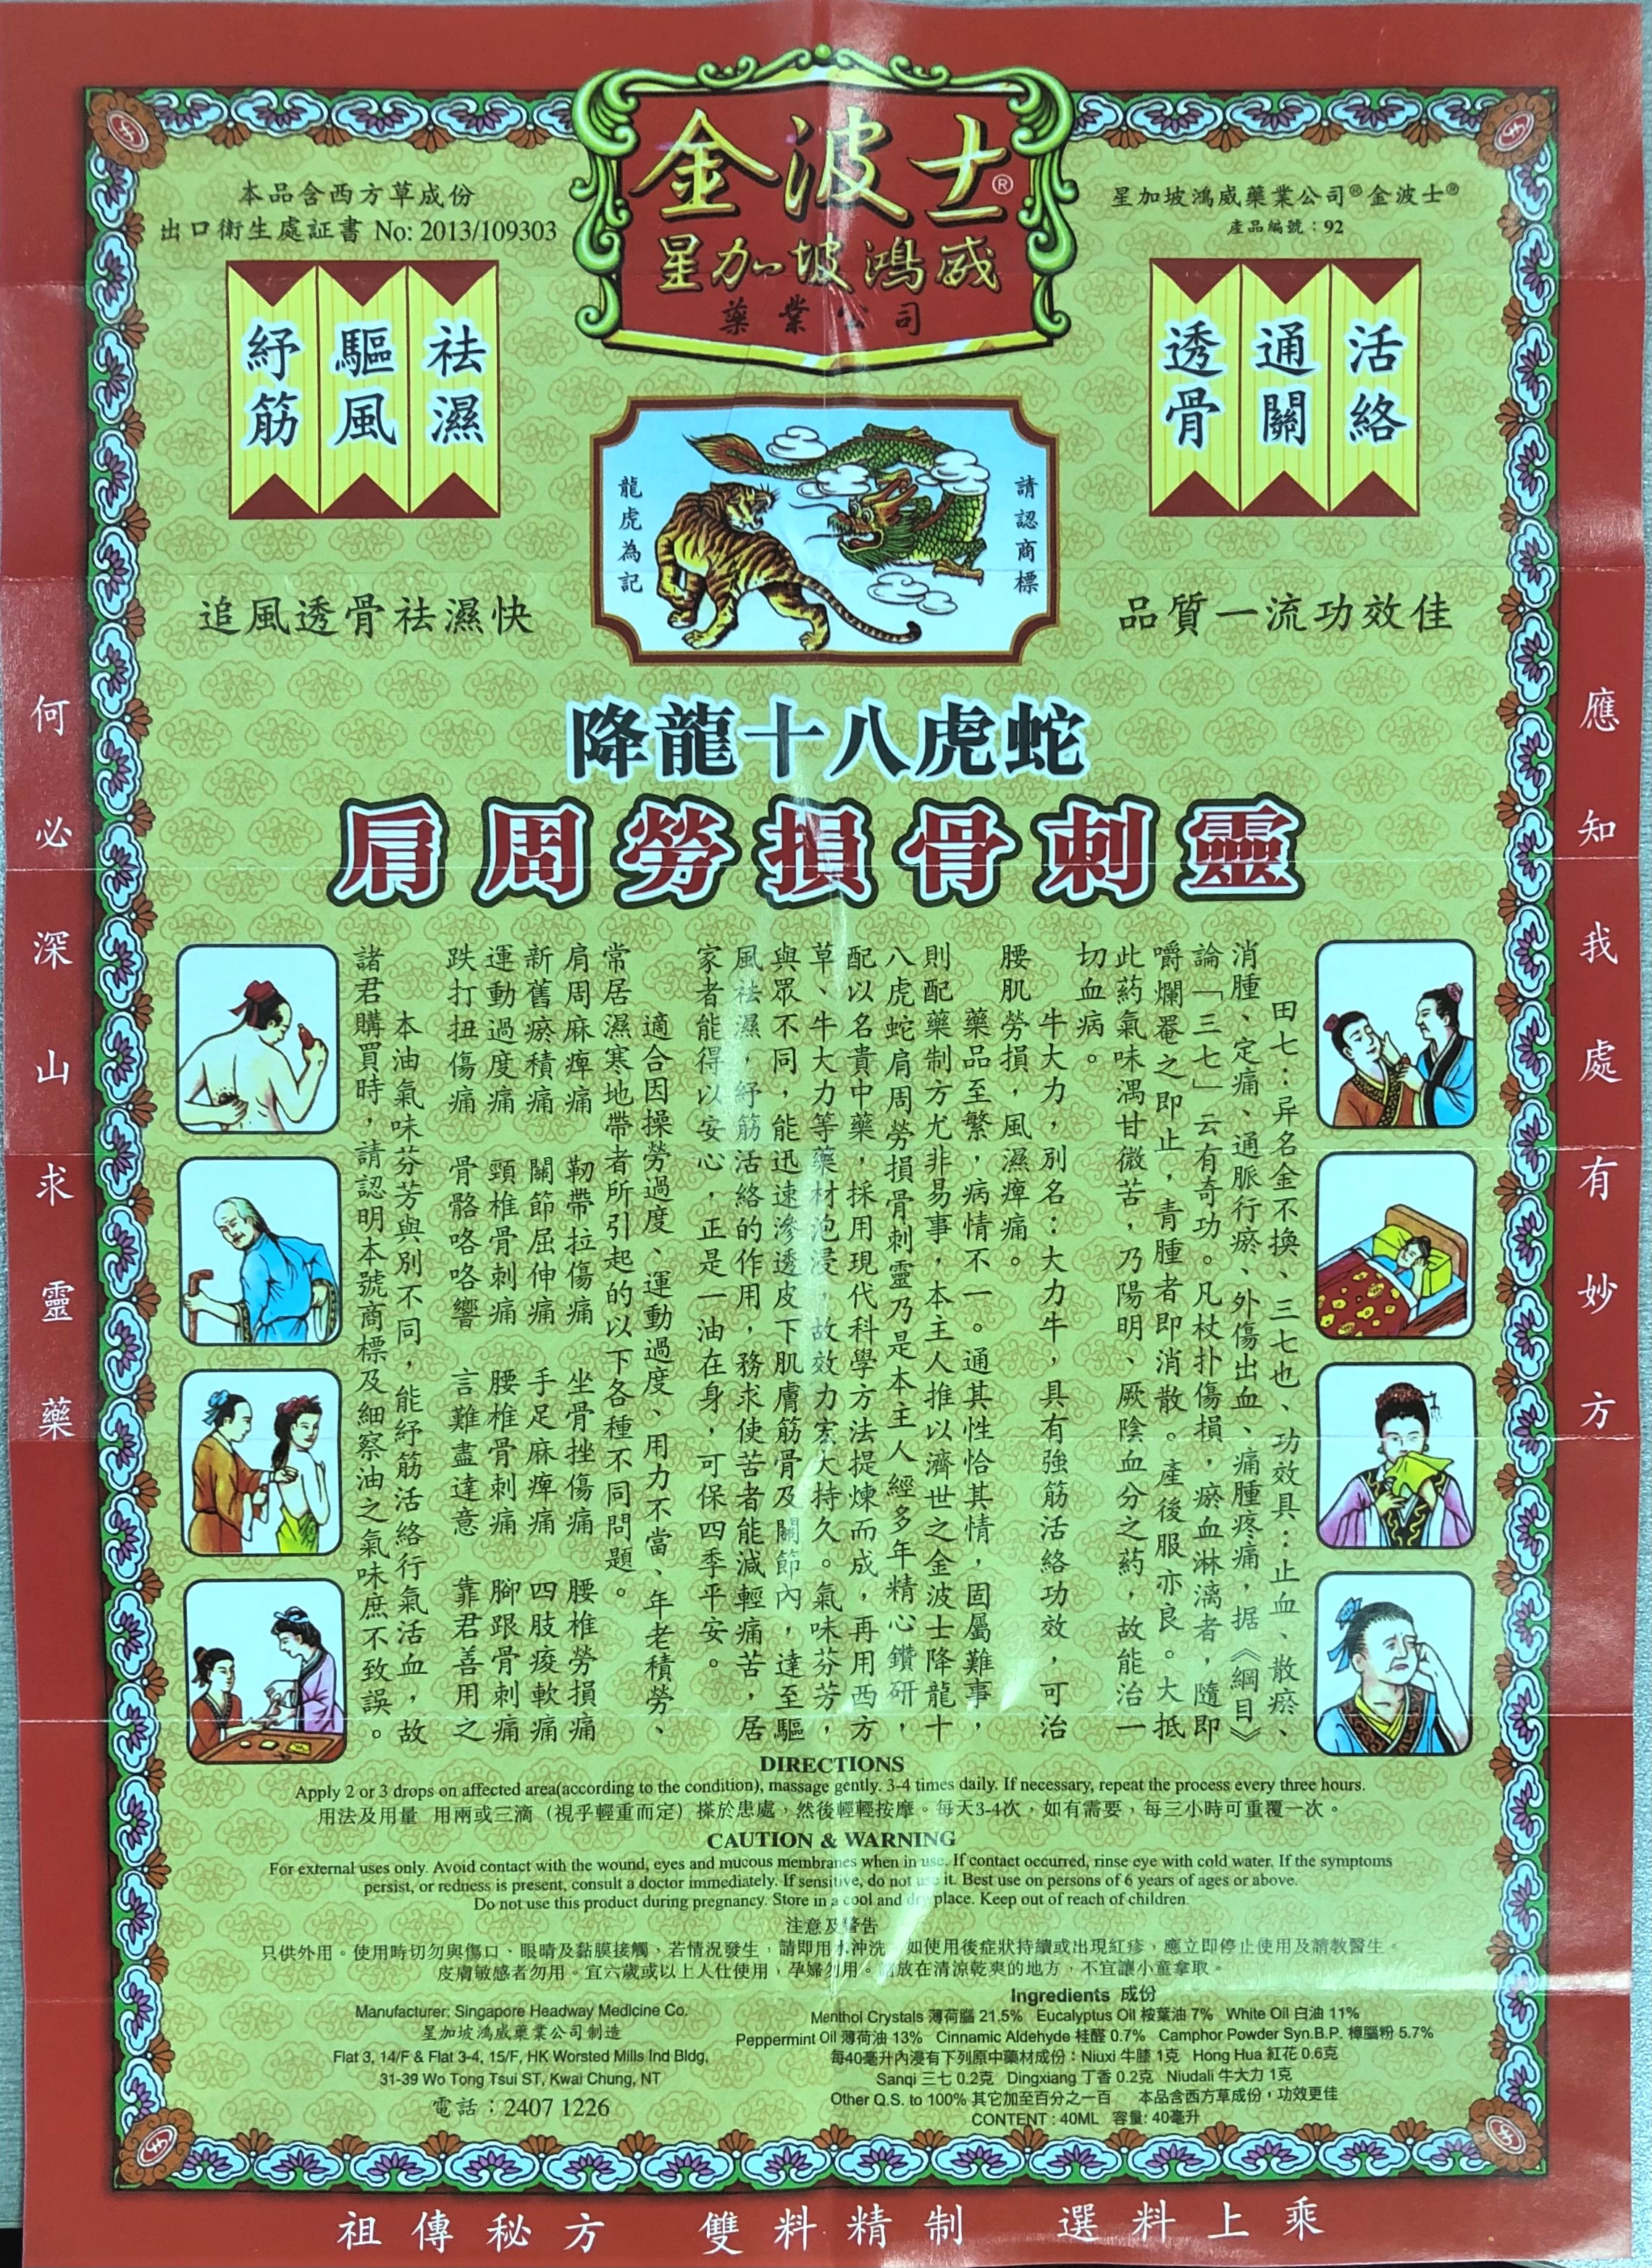 金波士®
星加坡鴻威
藥業公司
本品含西方草成份
出口衛生處証書 No: 2013/109303
星加坡鴻威藥業公司®金波士®
產品編號：92
紓筋
驅風
祛濕
透骨
通關
活絡
龍虎為記
請認商標
追風透骨祛濕快
品質一流功效佳
降龍十八虎蛇
肩周勞損骨刺靈
應知我處有妙方
何必深山求靈藥
田七：异名金不換、三七也、功效具：止血、散瘀、
消腫、定痛、通脈行瘀、外傷出血、痛腫疼痛，据《綱目》
論「三七」云有奇功。凡杖扑傷損，瘀血淋漓者，隨即
嚼爛罨之即止，青腫者即消散。產後服亦良。大抵
此葯氣味溫甘微苦，乃陽明、厥陰血分之葯，故能治一
切血病。
牛大力，別名：大力牛，具有強筋活絡功效，可治
腰肌勞損，風濕痺痛。
藥品至繁，病情不一。通其性恰其情，固屬難事，
則配藥制方尤非易事，本主人推以濟世之金波士降龍十
八虎蛇肩周勞損骨刺靈乃是本主人經多年精心鑽研，
配以名貴中藥，採用現代科學方法提煉而成，再用西方
草、牛大力等藥材泡浸，故效力宏大持久。氣味芬芳，
與眾不同，能迅速滲透皮下肌膚筋骨及關節內，達至驅
風祛濕，紓筋活絡的作用，務求使苦者能減輕痛苦，居
家者能得以安心，正是一油在身，可保四季平安。
適合因操勞過度、運動過度、用力不當、年老積勞、
常居濕寒地帶者所引起的以下各種不同問題。
肩周麻痺痛 韌帶拉傷痛 坐骨挫傷痛 腰椎勞損痛
新舊瘀積痛 關節屈伸痛 手足麻痺痛 四肢痠軟痛
運動過度痛 頸椎骨刺痛 腰椎骨刺痛 腳跟骨刺痛
跌打扭傷痛 骨骼咯咯響 言難盡達意 靠君善用之
本油氣味芬芳與別不同，能紓筋活絡行氣活血，故
諸君購買時，請認明本號商標及細察油之氣味庶不致誤。
DIRECTIONS
Apply 2 or 3 drops on affected area(according to the condition), massage gently. 3-4 times daily. If necessary, repeat the process every three hours.
用法及用量 用兩或三滴（視乎輕重而定）搽於患處，然後輕輕按摩。每天3-4次，如有需要，每三小時可重覆一次。
CAUTION & WARNING
For external uses only. Avoid contact with the wound, eyes and mucous membranes when in use. If contact occurred, rinse eye with cold water. If the symptoms
persist, or redness is present, consult a doctor immediately. If sensitive, do not use it. Best use on persons of 6 years of ages or above.
Do not use this product during pregnancy. Store in a cool and dry place. Keep out of reach of children.
注意及警告
只供外用。使用時切勿與傷口、眼睛及黏膜接觸，若情況發生，請即用水沖洗，如使用後症狀持續或出現紅疹，應立即停止使用及請教醫生。
皮膚敏感者勿用。宜六歲或以上人仕使用，孕婦勿用。存放在清涼乾爽的地方，不宜讓小童拿取。
Manufacturer: Singapore Headway Medicine Co.
星加坡鴻威藥業公司制造
Flat 3, 14/F & Flat 3-4, 15/F, HK Worsted Mills Ind Bldg,
31-39 Wo Tong Tsui ST, Kwai Chung, NT
電話：2407 1226
Ingredients 成份
Menthol Crystals 薄荷腦 21.5% Eucalyptus Oil 桉葉油 7% White Oil 白油 11%
Peppermint Oil 薄荷油 13% Cinnamic Aldehyde 桂醛 0.7% Camphor Powder Syn.B.P. 樟腦粉 5.7%
每40毫升內浸有下列原中藥材成份：Niuxi 牛膝 1克 Hong Hua 紅花 0.6克
Sanqi 三七 0.2克 Dingxiang 丁香 0.2克 Niudali 牛大力 1克
Other Q.S. to 100% 其它加至百分之一百 本品含西方草成份，功效更佳
CONTENT : 40ML 容量: 40毫升
祖傳秘方 雙料精制 選料上乘